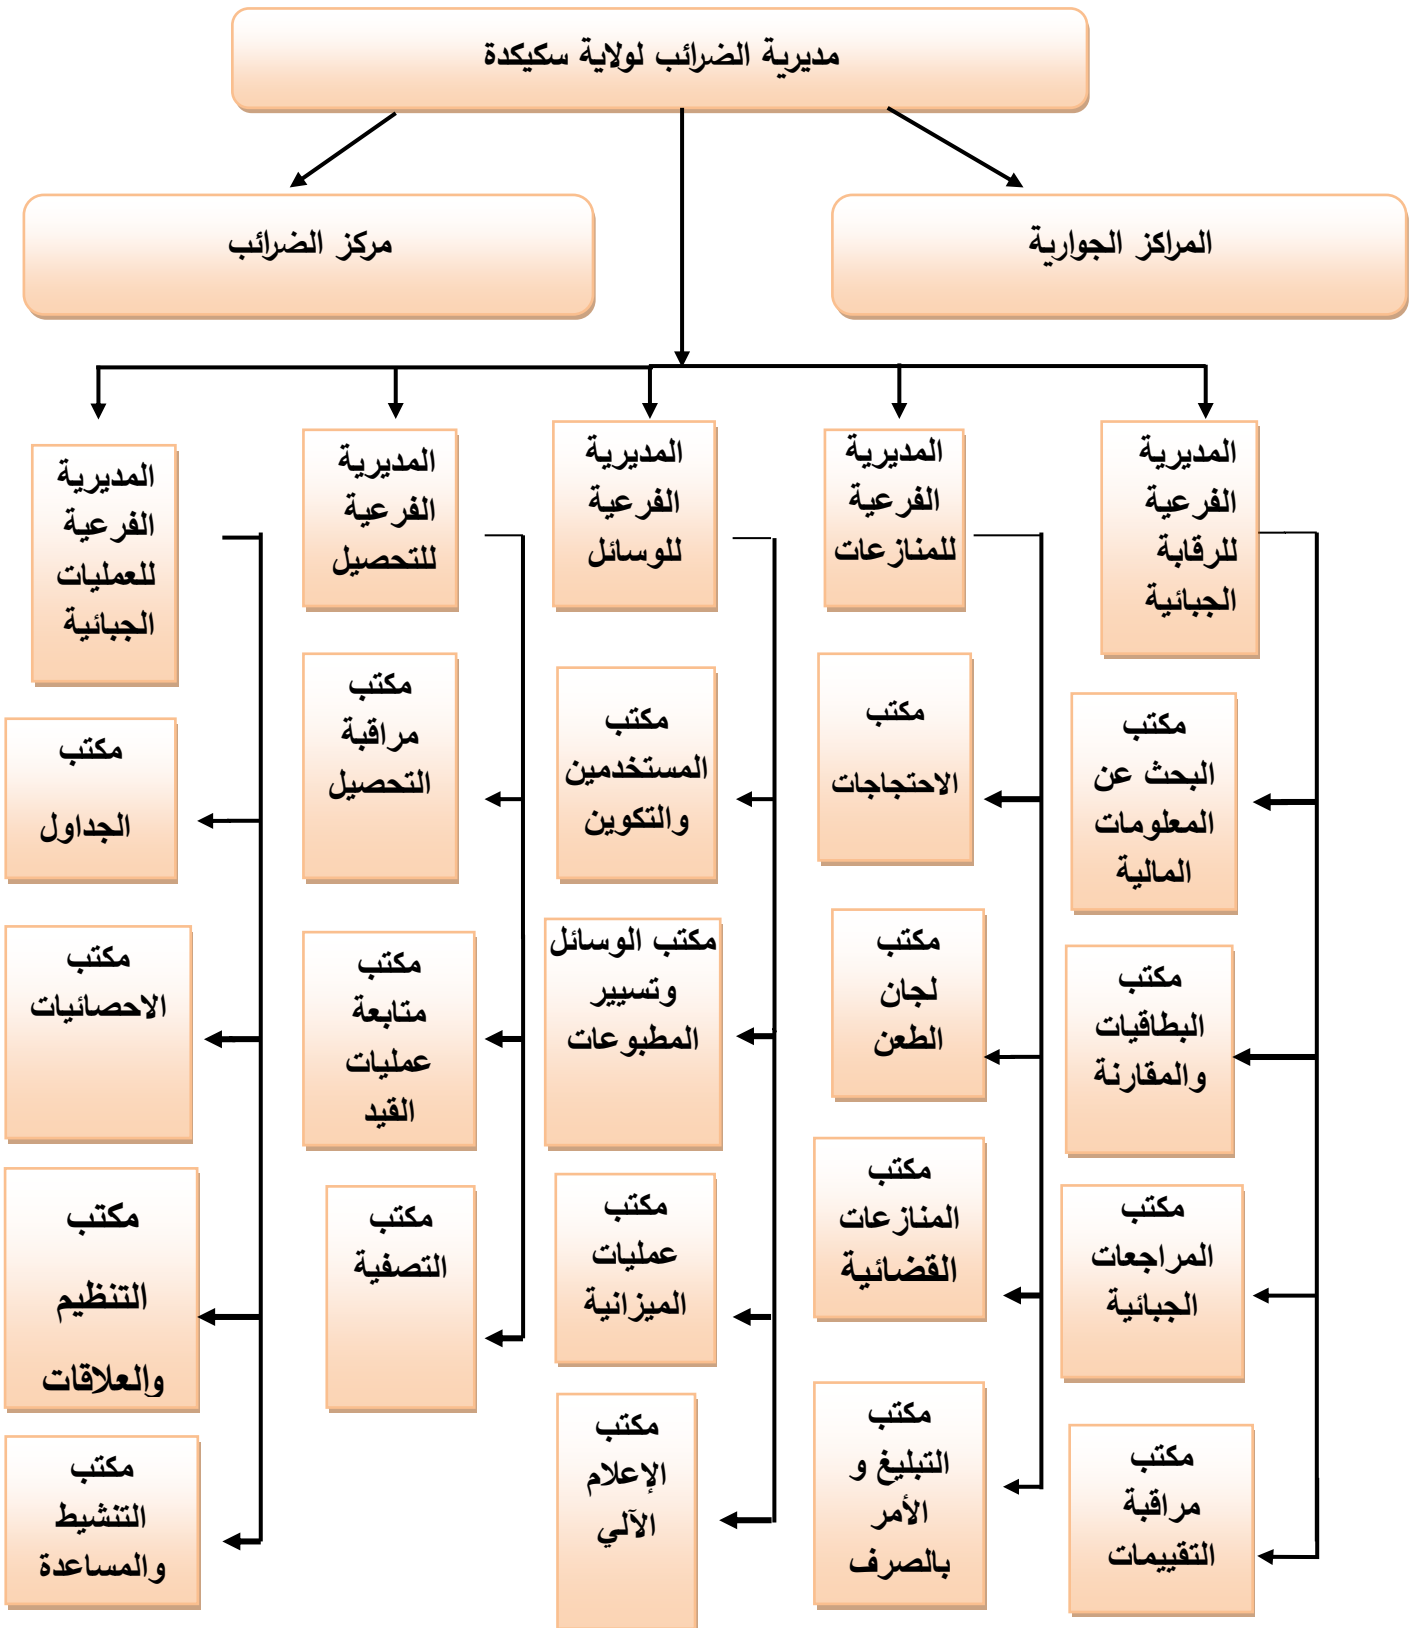 مديرية الضرائب لولاية سكيكدة
المراكز الجوارية
مركز الضرائب
المديرية
الفرعية
للرقابة
الجبائية
المديرية
الفرعية
للمنازعات
المديرية
الفرعية
للوسائل
المديرية
الفرعية
للتحصيل
المديرية
الفرعية
للعمليات
الجبائية
مكتب
البحث عن
المعلومات
المالية
مكتب
البطاقيات
والمقارنة
مكتب
المراجعات
الجبائية
مكتب
مراقبة
التقييمات
مكتب
الاحتجاجات
مكتب
لجان
الطعن
مكتب
المنازعات
القضائية
مكتب
التبليغ و
الأمر
بالصرف
مكتب
المستخدمين
والتكوين
مكتب الوسائل
وتسيير
المطبوعات
مكتب
عمليات
الميزانية
مكتب
الإعلام
الآلي
مكتب
مراقبة
التحصيل
مكتب
متابعة
عمليات
القيد
مكتب
التصفية
مكتب
الجداول
مكتب
الاحصائيات
مكتب
التنظيم
والعلاقات
مكتب
التنشيط
والمساعدة